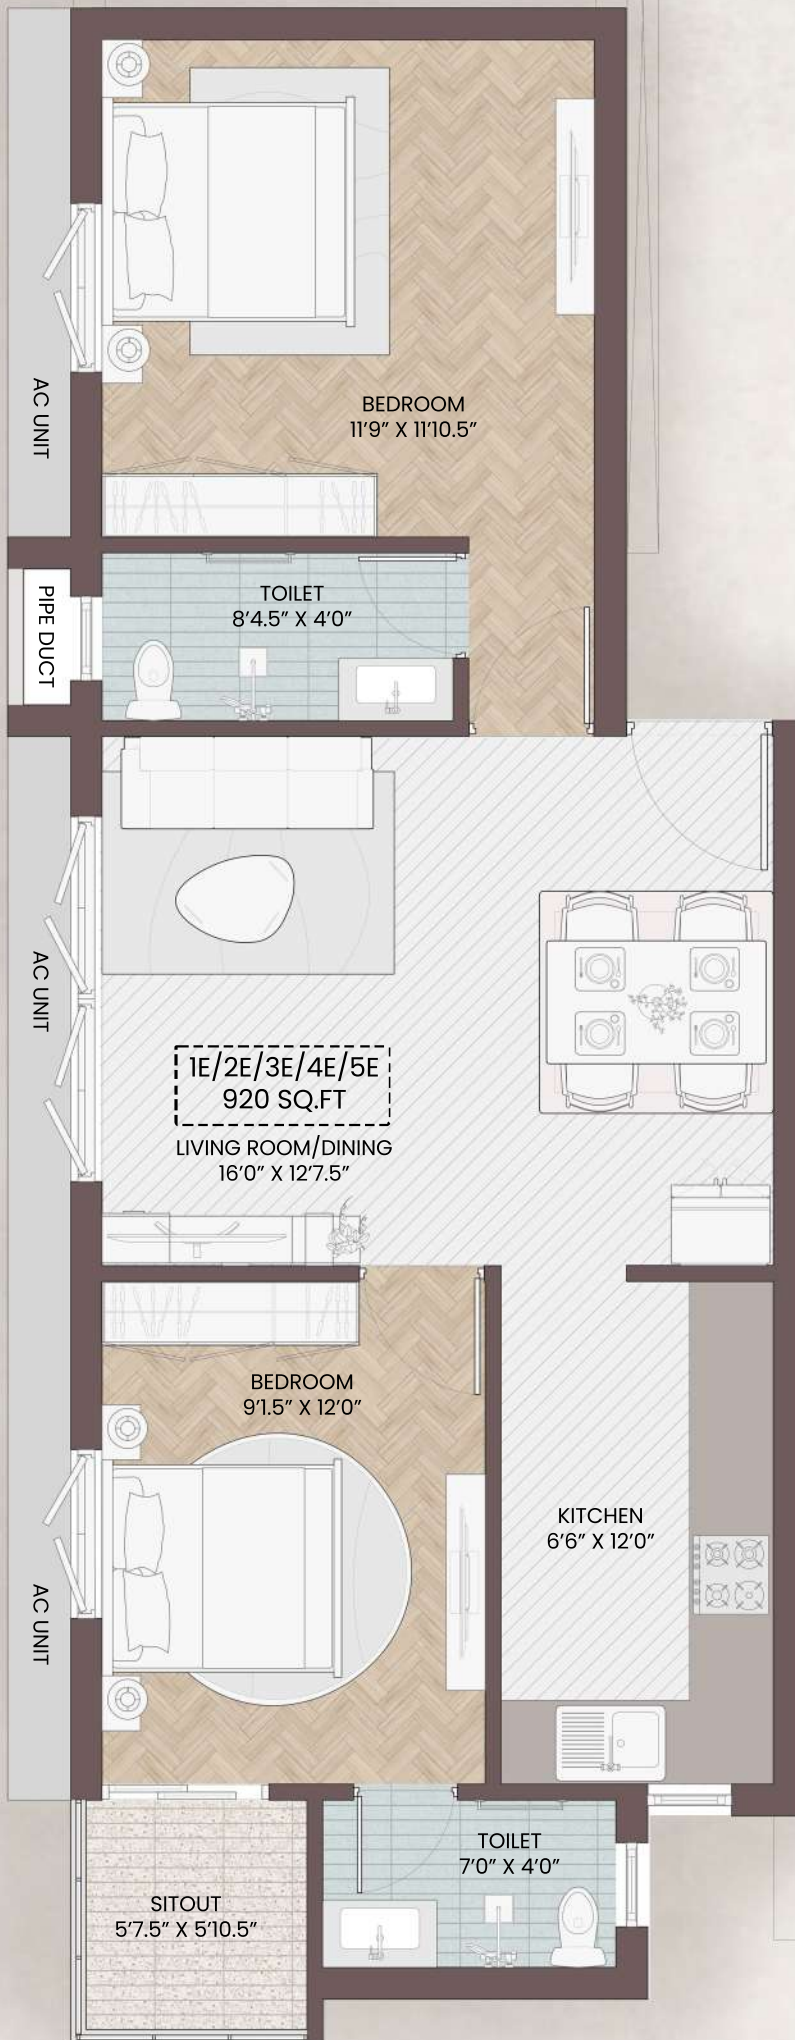 BEDROOM
11’9” X 11’10.5”
AC UNIT
TOILET
8’4.5” X 4’0”
PIPE DUCT
AC UNIT
1E/2E/3E/4E/5E
920 SQ.FT
LIVING ROOM/DINING
16’0” X 12’7.5”
BEDROOM
9’1.5” X 12’0”
KITCHEN
6’6” X 12’0”
AC UNIT
TOILET
7’0” X 4’0”
SITOUT
5’7.5” X 5’10.5”